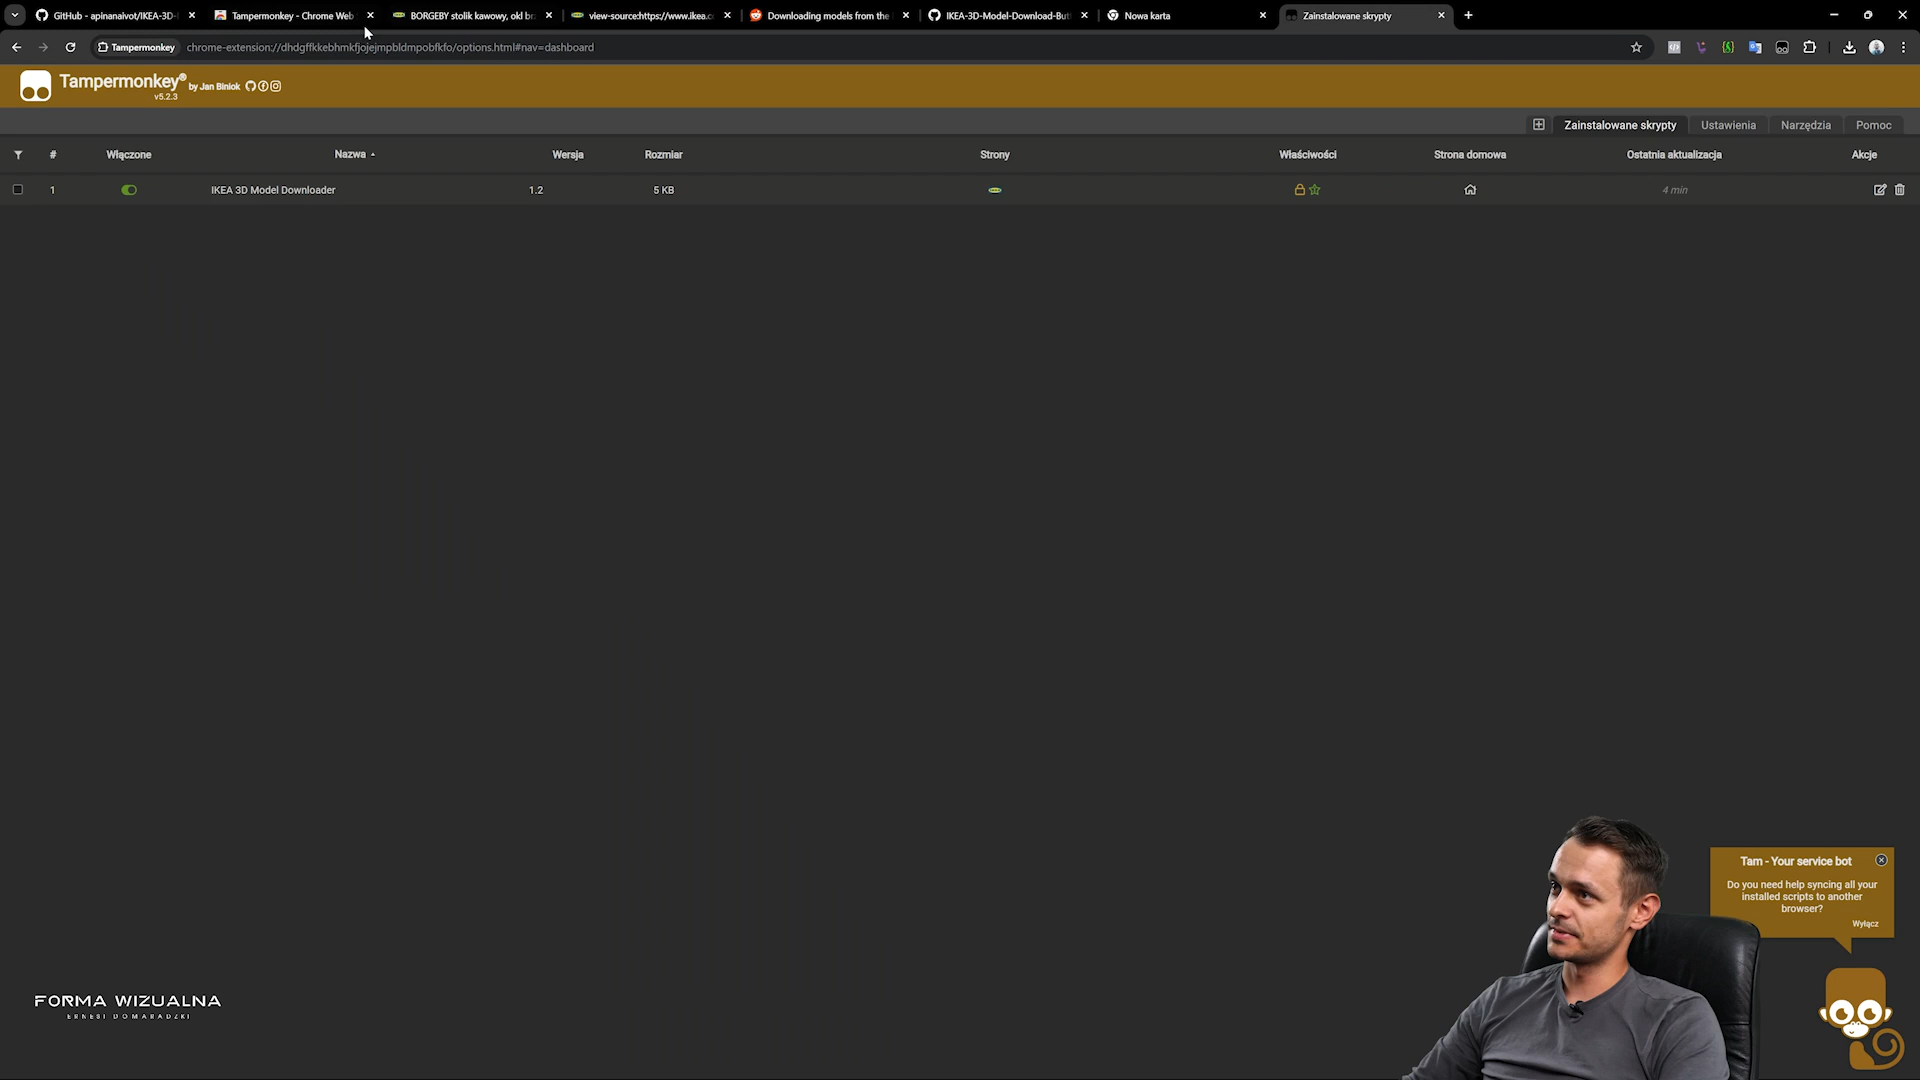 GitHub - apinanaivot/IKEA-3D-
Tampermonkey - Chrome Web
BORGEBY stolik kawowy, okl br
view-source:https://www.ikea.c
Downloading models from the
IKEA-3D-Model-Download-But
Nowa karta
Zainstalowane skrypty
Tampermonkey
chrome-extension://dhdgffkkebhmkfjojejmpbldmpobfkfo/options.html#nav=dashboard
Tampermonkey® by Jan Biniok
v5.2.3
Zainstalowane skrypty
Ustawienia
Narzędzia
Pomoc
#
Włączone
Nazwa
Wersja
Rozmiar
Strony
Właściwości
Strona domowa
Ostatnia aktualizacja
Akcje
1
IKEA 3D Model Downloader
1.2
5 KB
4 min
Tam - Your service bot
Do you need help syncing all your
installed scripts to another
browser?
Wyłącz
FORMA WIZUALNA
ERNEST DOMARADZKI